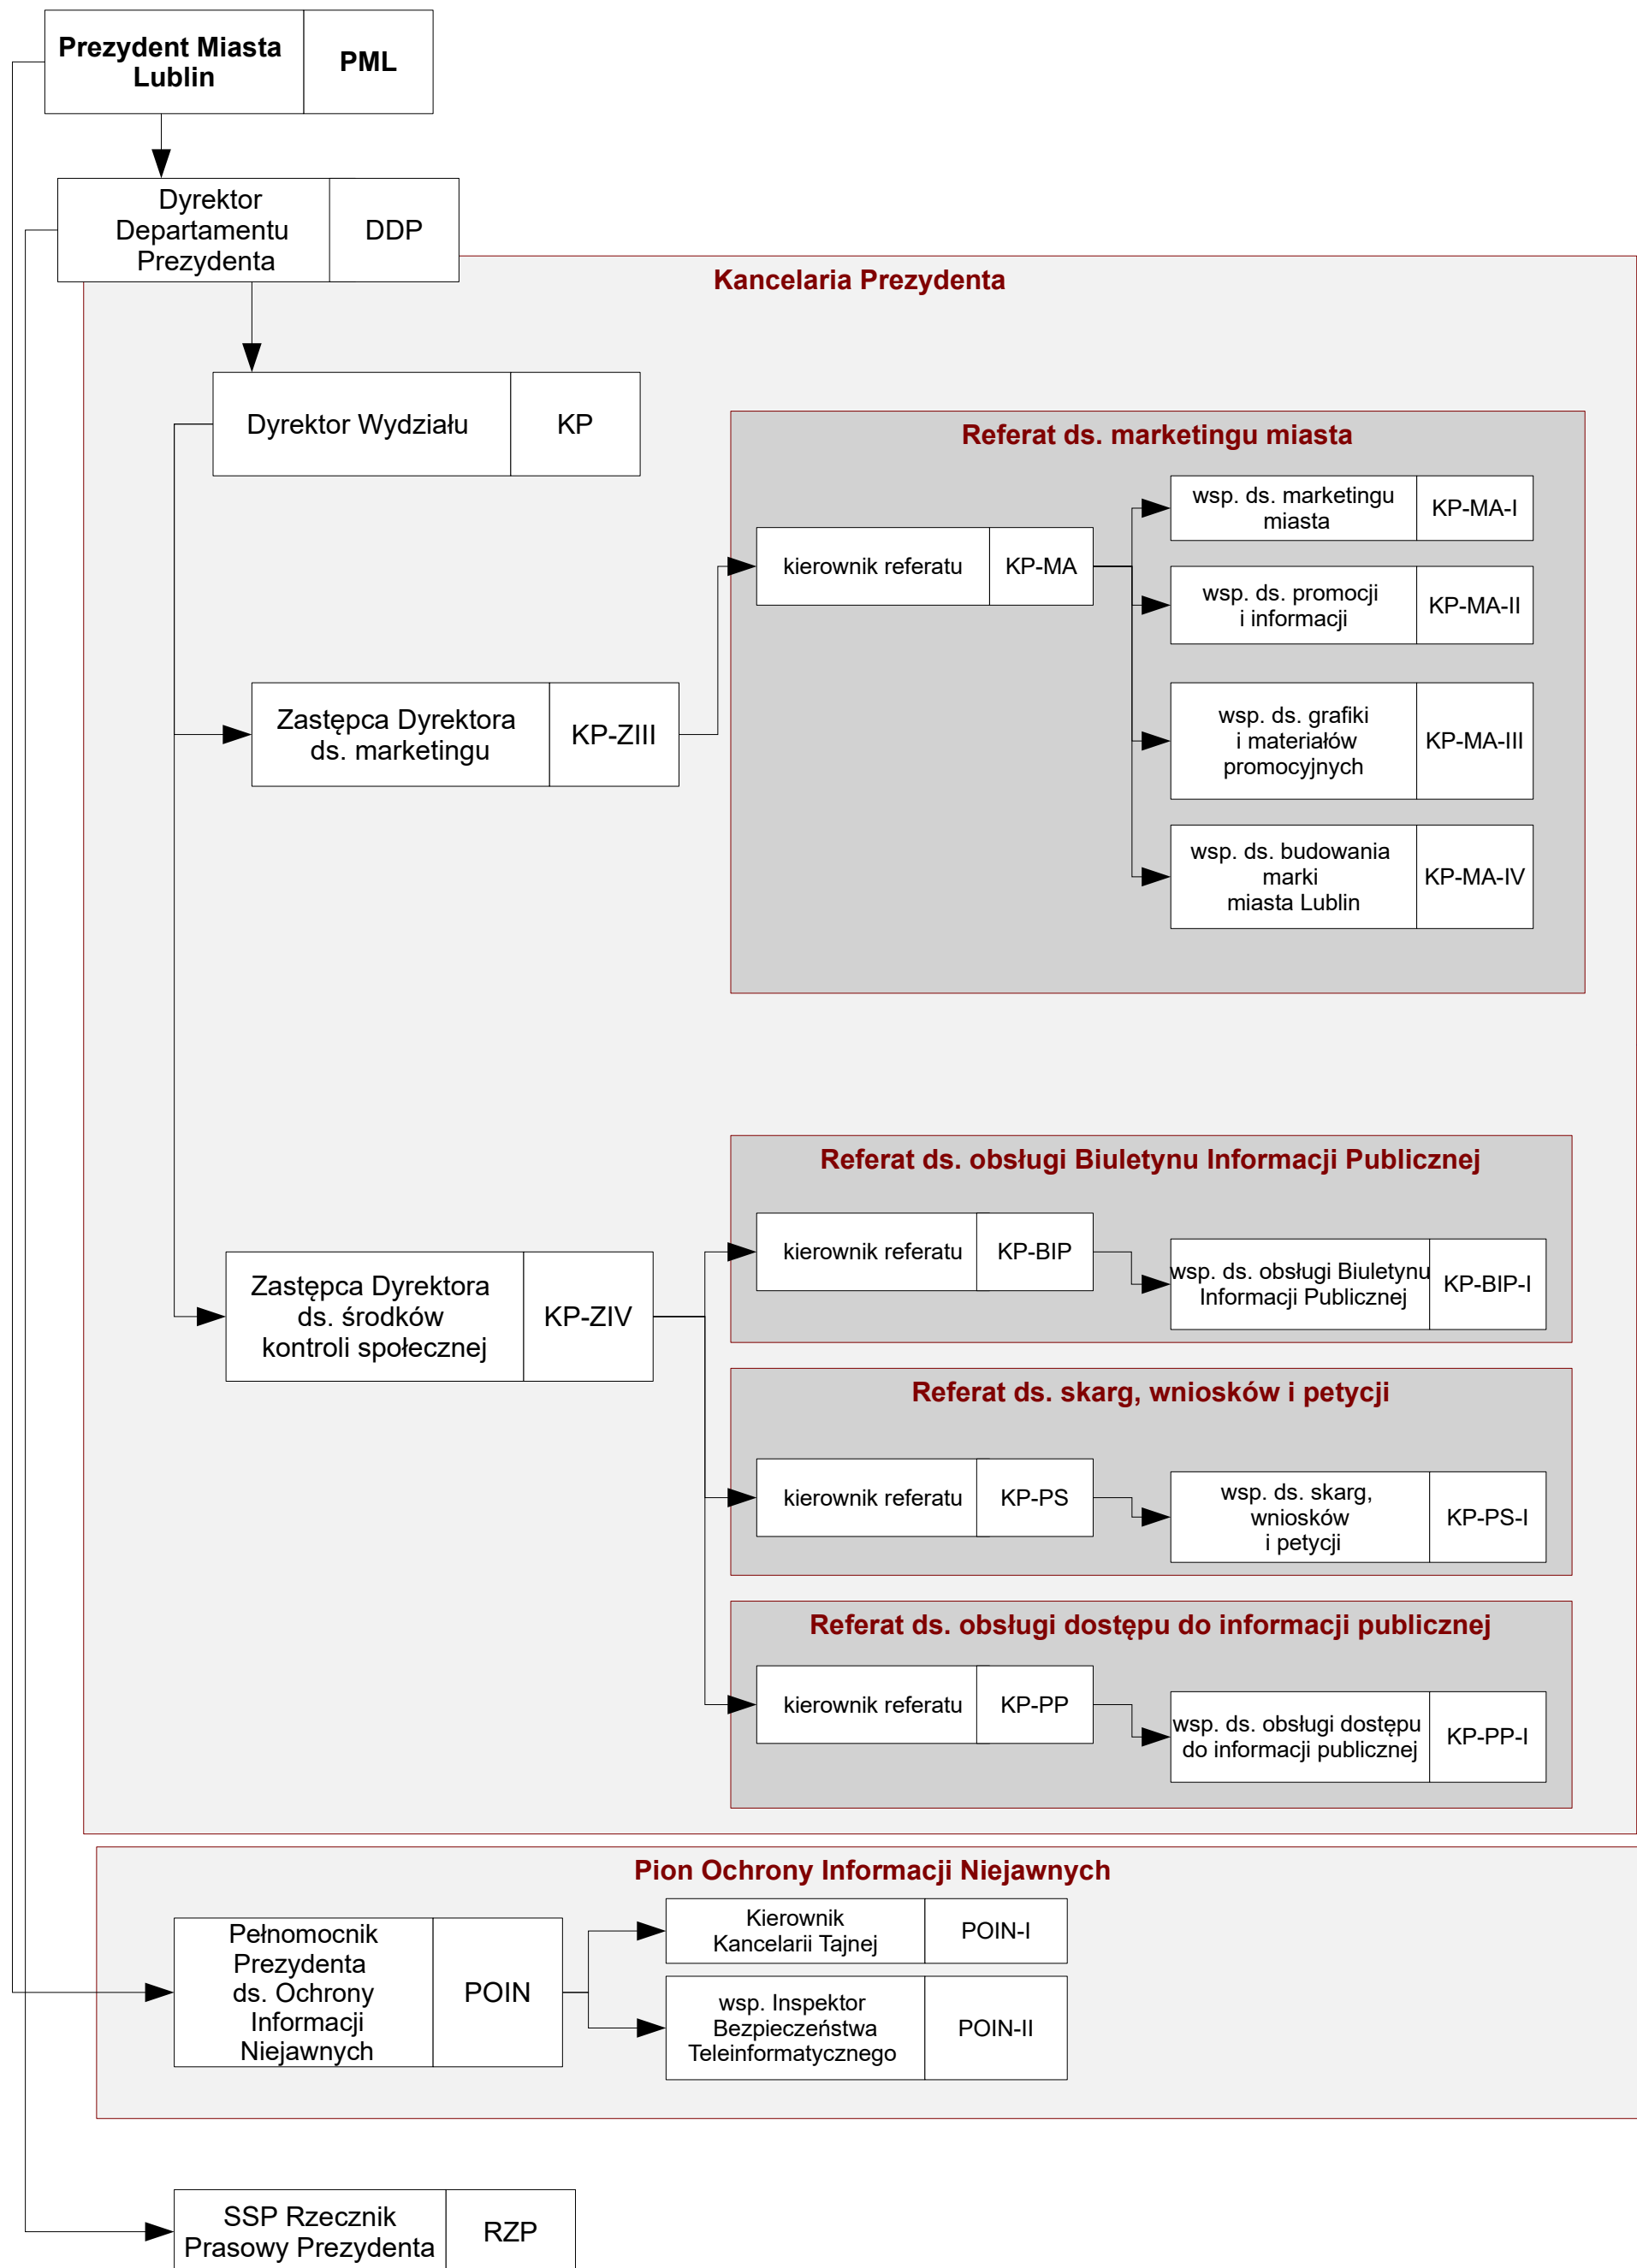 Prezydent Miasta
Lublin
PML
Dyrektor
Departamentu
Prezydenta
DDP
Kancelaria Prezydenta
Dyrektor Wydziału
KP
Referat ds. marketingu miasta
wsp. ds. marketingu
miasta
KP-MA-I
kierownik referatu
KP-MA
wsp. ds. promocji
i informacji
KP-MA-II
Zastępca Dyrektora
ds. marketingu
KP-ZIII
wsp. ds. grafiki
i materiałów
promocyjnych
KP-MA-III
wsp. ds. budowania
marki
miasta Lublin
KP-MA-IV
Referat ds. obsługi Biuletynu Informacji Publicznej
kierownik referatu
KP-BIP
wsp. ds. obsługi Biuletynu
Informacji Publicznej
KP-BIP-I
Zastępca Dyrektora
ds. środków
kontroli społecznej
KP-ZIV
Referat ds. skarg, wniosków i petycji
kierownik referatu
KP-PS
wsp. ds. skarg,
wniosków
i petycji
KP-PS-I
Referat ds. obsługi dostępu do informacji publicznej
kierownik referatu
KP-PP
wsp. ds. obsługi dostępu
do informacji publicznej
KP-PP-I
Pion Ochrony Informacji Niejawnych
Pełnomocnik
Prezydenta
ds. Ochrony
Informacji
Niejawnych
POIN
Kierownik
Kancelarii Tajnej
POIN-I
wsp. Inspektor
Bezpieczeństwa
Teleinformatycznego
POIN-II
SSP Rzecznik
Prasowy Prezydenta
RZP